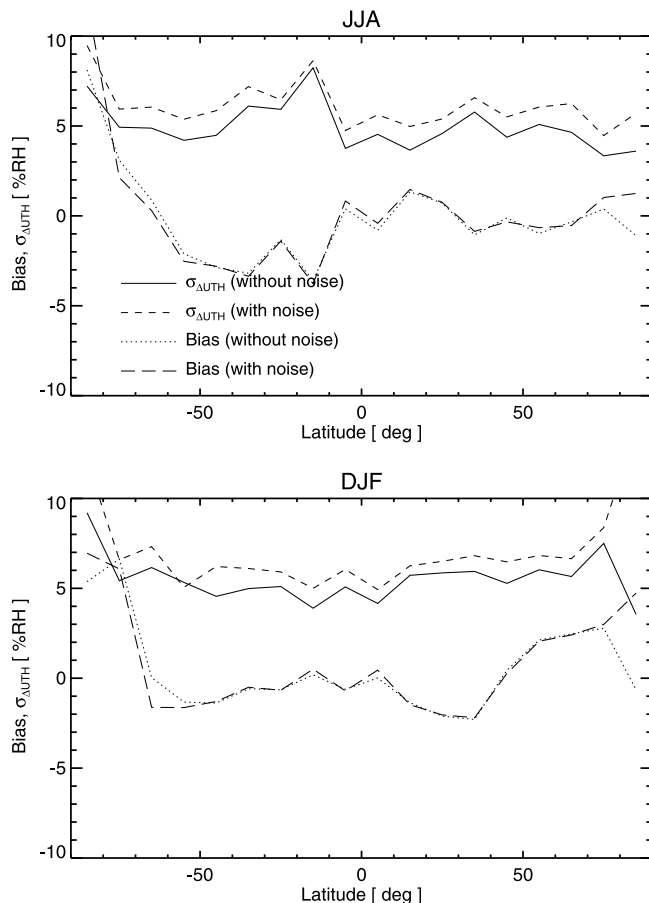 JJA
10
5
0
-5
-10
Bias, σΔUTH [ %RH ]
σΔUTH (without noise)
σΔUTH (with noise)
Bias (without noise)
Bias (with noise)
-50
0
50
Latitude [ deg ]
DJF
10
5
0
-5
-10
Bias, σΔUTH [ %RH ]
-50
0
50
Latitude [ deg ]